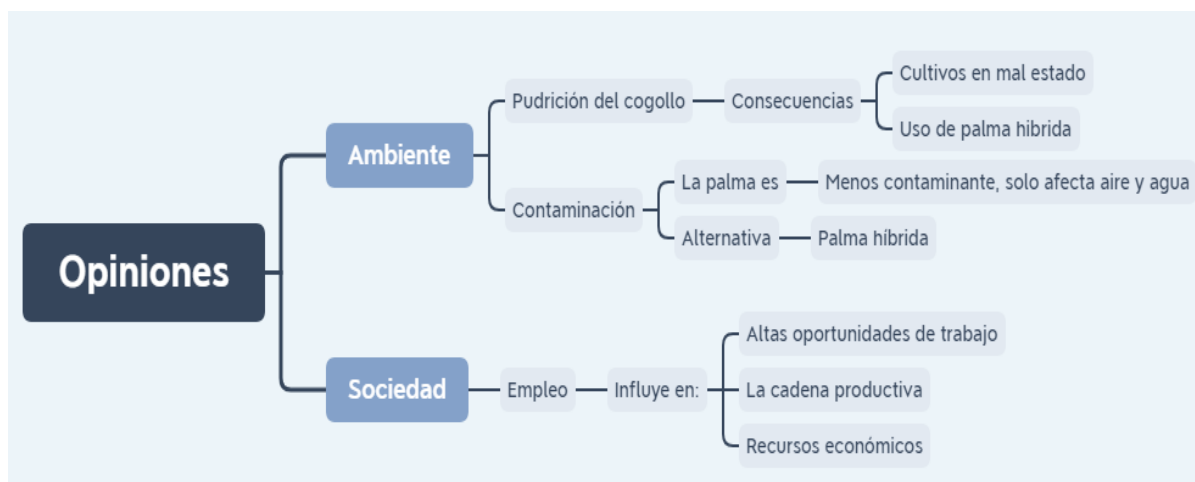 Opiniones
Ambiente
Pudrición del cogollo
Consecuencias
Cultivos en mal estado
Uso de palma hibrida
Contaminación
La palma es
Menos contaminante, solo afecta aire y agua
Alternativa
Palma híbrida
Sociedad
Empleo
Influye en:
Altas oportunidades de trabajo
La cadena productiva
Recursos económicos